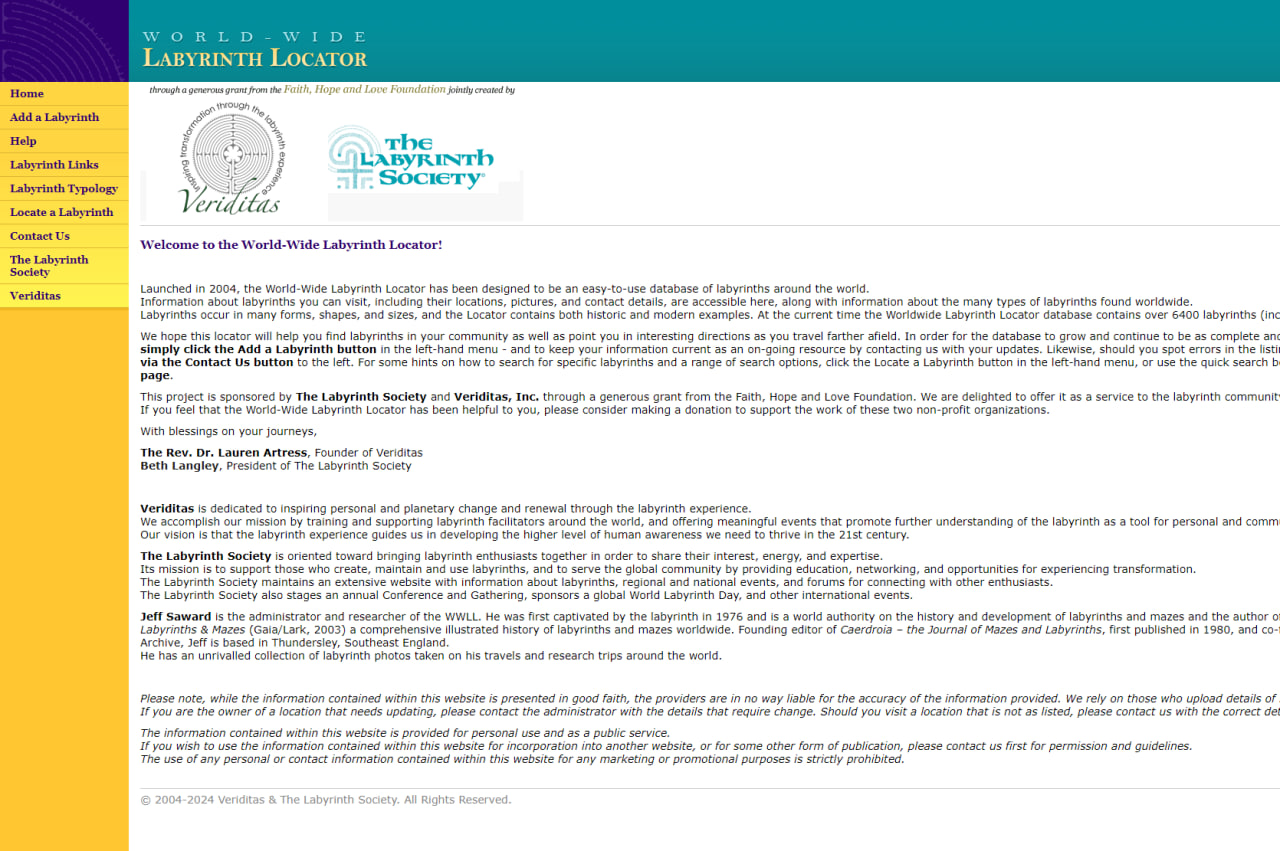 WORLD-WIDE
LABYRINTH LOCATOR
Home
Add a Labyrinth
Help
Labyrinth Links
Labyrinth Typology
Locate a Labyrinth
Contact Us
The Labyrinth
Society
Veriditas
through a generous grant from the Faith, Hope and Love Foundation jointly created by
inspiring transformation through the labyrinth experience
Veriditas
THE
LABYRINTH
SOCIETY®
Welcome to the World-Wide Labyrinth Locator!
Launched in 2004, the World-Wide Labyrinth Locator has been designed to be an easy-to-use database of labyrinths around the world.
Information about labyrinths you can visit, including their locations, pictures, and contact details, are accessible here, along with information about the many types of labyrinths found worldwide.
Labyrinths occur in many forms, shapes, and sizes, and the Locator contains both historic and modern examples. At the current time the Worldwide Labyrinth Locator database contains over 6400 labyrinths (inc
We hope this locator will help you find labyrinths in your community as well as point you in interesting directions as you travel farther afield. In order for the database to grow and continue to be as complete and
simply click the Add a Labyrinth button in the left-hand menu - and to keep your information current as an on-going resource by contacting us with your updates. Likewise, should you spot errors in the listin
via the Contact Us button to the left. For some hints on how to search for specific labyrinths and a range of search options, click the Locate a Labyrinth button in the left-hand menu, or use the quick search b
page.
This project is sponsored by The Labyrinth Society and Veriditas, Inc. through a generous grant from the Faith, Hope and Love Foundation. We are delighted to offer it as a service to the labyrinth community
If you feel that the World-Wide Labyrinth Locator has been helpful to you, please consider making a donation to support the work of these two non-profit organizations.
With blessings on your journeys,
The Rev. Dr. Lauren Artress, Founder of Veriditas
Beth Langley, President of The Labyrinth Society
Veriditas is dedicated to inspiring personal and planetary change and renewal through the labyrinth experience.
We accomplish our mission by training and supporting labyrinth facilitators around the world, and offering meaningful events that promote further understanding of the labyrinth as a tool for personal and commu
Our vision is that the labyrinth experience guides us in developing the higher level of human awareness we need to thrive in the 21st century.
The Labyrinth Society is oriented toward bringing labyrinth enthusiasts together in order to share their interest, energy, and expertise.
Its mission is to support those who create, maintain and use labyrinths, and to serve the global community by providing education, networking, and opportunities for experiencing transformation.
The Labyrinth Society maintains an extensive website with information about labyrinths, regional and national events, and forums for connecting with other enthusiasts.
The Labyrinth Society also stages an annual Conference and Gathering, sponsors a global World Labyrinth Day, and other international events.
Jeff Saward is the administrator and researcher of the WWLL. He was first captivated by the labyrinth in 1976 and is a world authority on the history and development of labyrinths and mazes and the author of
Labyrinths & Mazes (Gaia/Lark, 2003) a comprehensive illustrated history of labyrinths and mazes worldwide. Founding editor of Caerdroia – the Journal of Mazes and Labyrinths, first published in 1980, and co-f
Archive, Jeff is based in Thundersley, Southeast England.
He has an unrivalled collection of labyrinth photos taken on his travels and research trips around the world.
Please note, while the information contained within this website is presented in good faith, the providers are in no way liable for the accuracy of the information provided. We rely on those who upload details of
If you are the owner of a location that needs updating, please contact the administrator with the details that require change. Should you visit a location that is not as listed, please contact us with the correct det
The information contained within this website is provided for personal use and as a public service.
If you wish to use the information contained within this website for incorporation into another website, or for some other form of publication, please contact us first for permission and guidelines.
The use of any personal or contact information contained within this website for any marketing or promotional purposes is strictly prohibited.
© 2004-2024 Veriditas & The Labyrinth Society. All Rights Reserved.